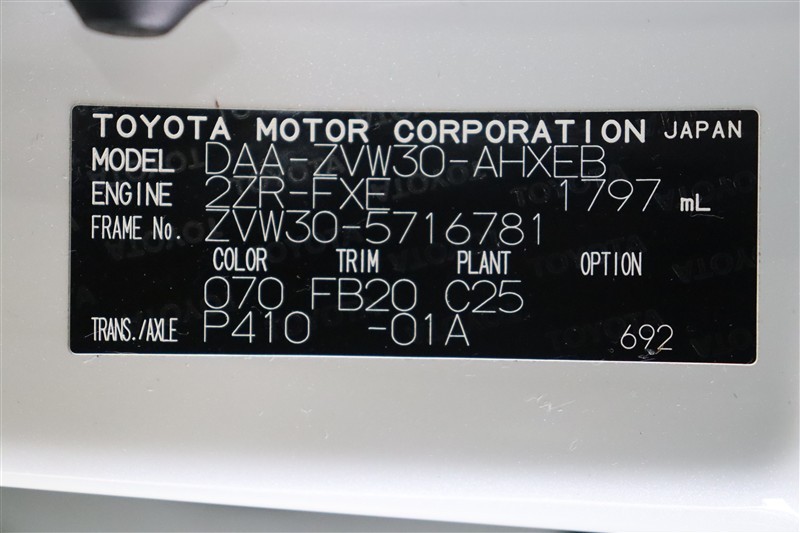 TOYOTA MOTOR CORPORATION JAPAN
MODEL DAA-ZVW30-AHXEB
ENGINE 2ZR-FXE 1797 mL
FRAME No. ZVW30-5716781
COLOR TRIM PLANT OPTION
070 FB20 C25
TRANS./AXLE P410 -01A 692